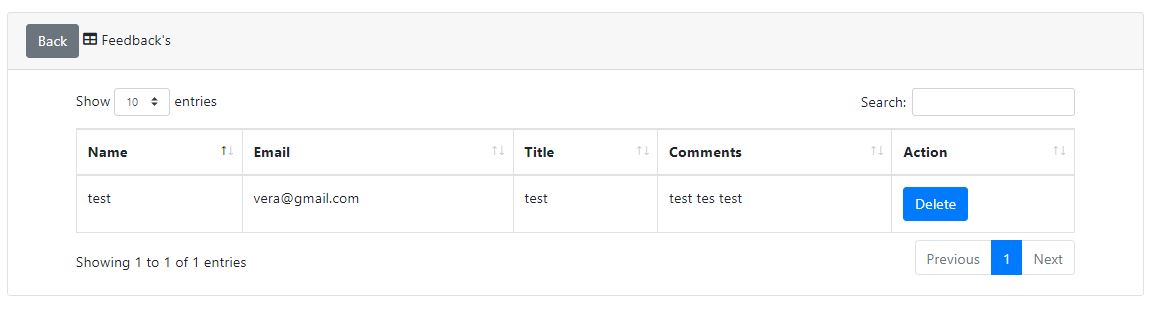 Back Feedback's
Show 10 entries Search:
Name Email Title Comments Action
test vera@gmail.com test test tes test Delete
Showing 1 to 1 of 1 entries Previous 1 Next